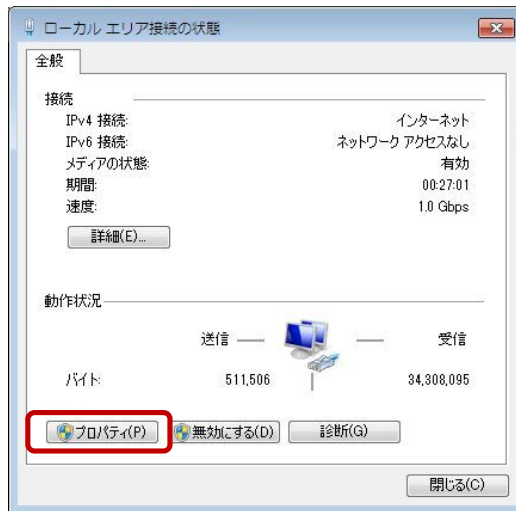 ローカル エリア接続の状態
全般
接続
IPv4 接続: インターネット
IPv6 接続: ネットワーク アクセスなし
メディアの状態: 有効
期間: 00:27:01
速度: 1.0 Gbps
詳細(E)...
動作状況
送信 受信
バイト: 511,506 34,308,095
プロパティ(P) 無効にする(D) 診断(G)
閉じる(C)